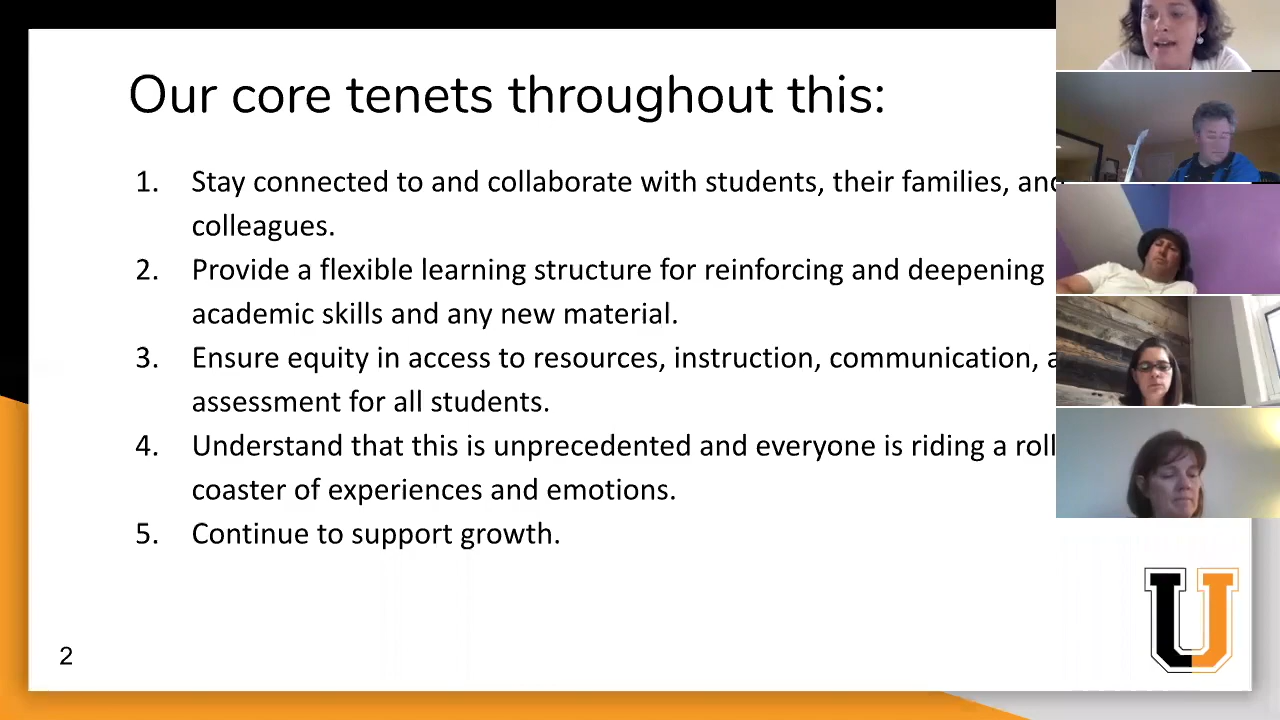 Our core tenets throughout this:
1. Stay connected to and collaborate with students, their families, and
colleagues.
2. Provide a flexible learning structure for reinforcing and deepening
academic skills and any new material.
3. Ensure equity in access to resources, instruction, communication,
assessment for all students.
4. Understand that this is unprecedented and everyone is riding a
coaster of experiences and emotions.
5. Continue to support growth.
U
2